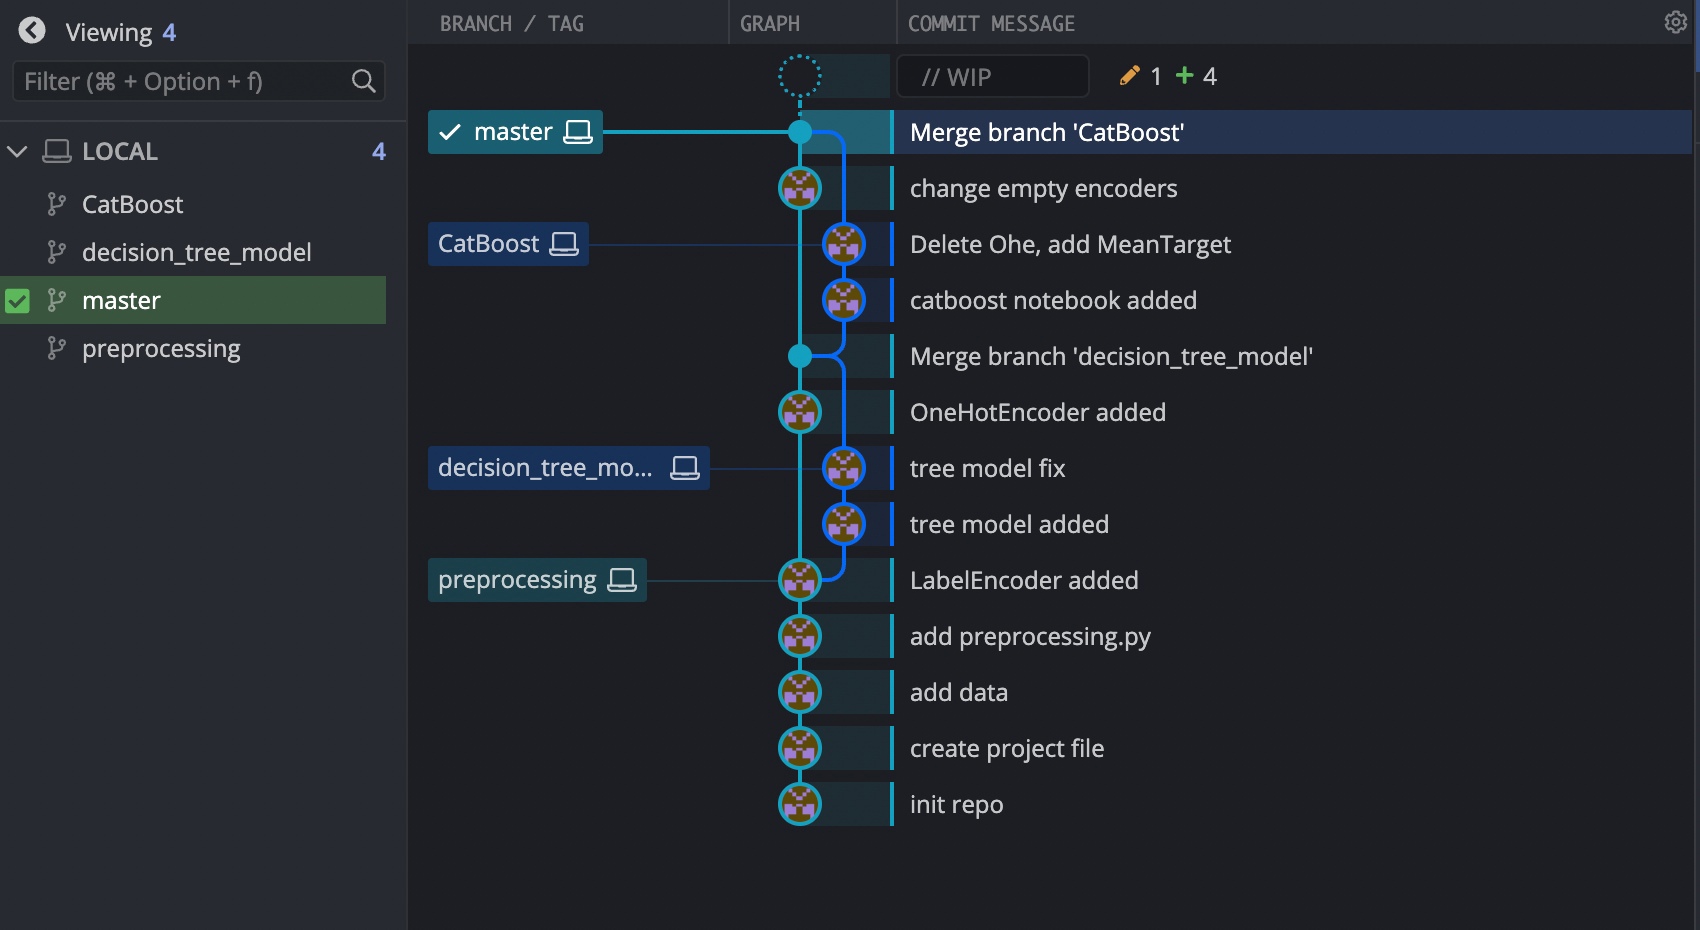 Viewing 4
Filter (⌘ + Option + f)
LOCAL 4
CatBoost
decision_tree_model
master
preprocessing
BRANCH / TAG GRAPH COMMIT MESSAGE
// WIP 1 + 4
master Merge branch 'CatBoost'
change empty encoders
CatBoost Delete Ohe, add MeanTarget
catboost notebook added
Merge branch 'decision_tree_model'
OneHotEncoder added
decision_tree_mo... tree model fix
tree model added
preprocessing LabelEncoder added
add preprocessing.py
add data
create project file
init repo